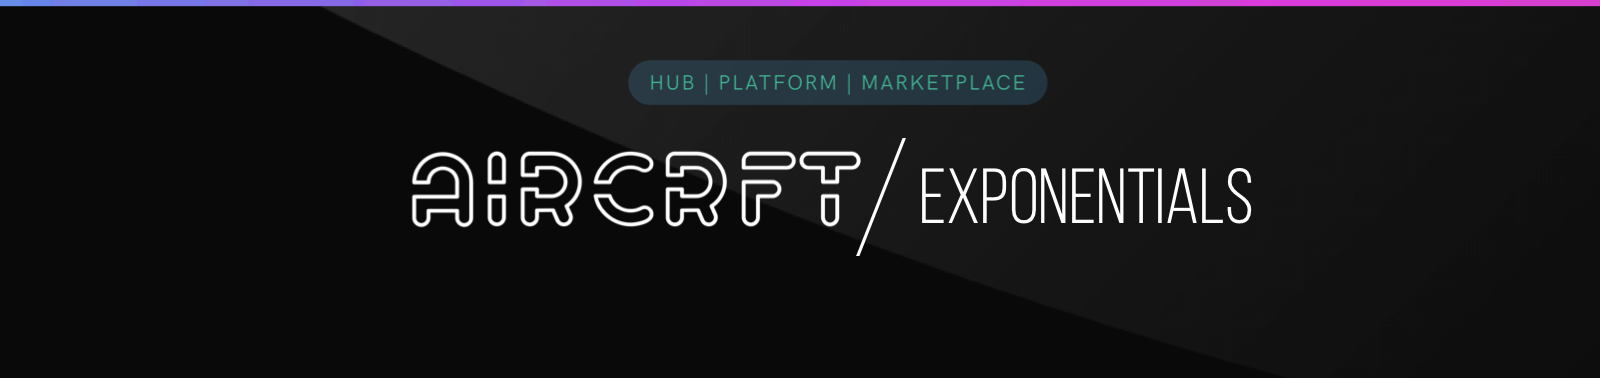 HUB | PLATFORM | MARKETPLACE
AIRCRFT / EXPONENTIALS